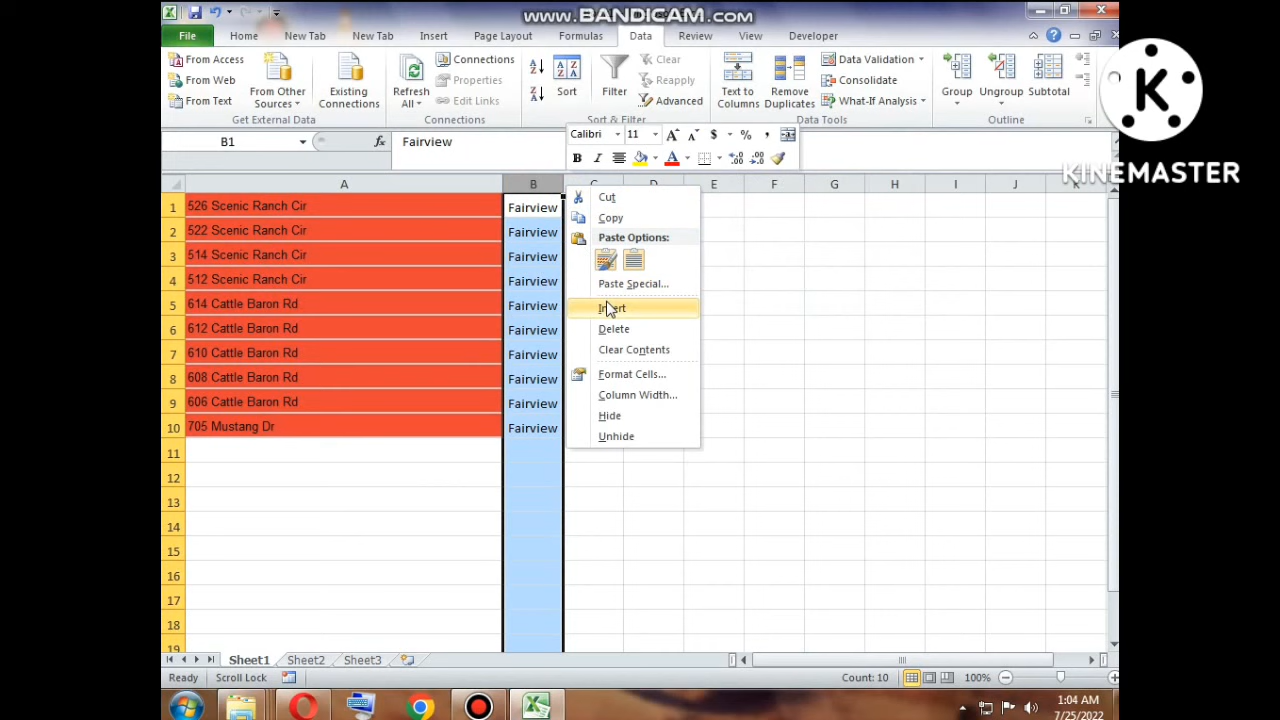 www.BANDICAM.com
File Home New Tab New Tab Insert Page Layout Formulas Data Review View Developer
From Access
From Web
From Text
From Other Sources
Existing Connections
Get External Data
Refresh All
Connections
Properties
Edit Links
Connections
Sort
Filter
Clear
Reapply
Advanced
Sort & Filter
Text to Columns
Remove Duplicates
Data Validation
Consolidate
What-If Analysis
Data Tools
Group
Ungroup
Subtotal
Outline
K
KINEMASTER
B1 fx Fairview
Calibri 11 A A $ % ,
B I A
A B E F G H I J
1 526 Scenic Ranch Cir Fairview
2 522 Scenic Ranch Cir Fairview
3 514 Scenic Ranch Cir Fairview
4 512 Scenic Ranch Cir Fairview
5 614 Cattle Baron Rd Fairview
6 612 Cattle Baron Rd Fairview
7 610 Cattle Baron Rd Fairview
8 608 Cattle Baron Rd Fairview
9 606 Cattle Baron Rd Fairview
10 705 Mustang Dr Fairview
11
12
13
14
15
16
17
18
19
Cut
Copy
Paste Options:
Paste Special...
Insert
Delete
Clear Contents
Format Cells...
Column Width...
Hide
Unhide
Sheet1 Sheet2 Sheet3
Ready Scroll Lock Count: 10 100%
1:04 AM
7/25/2022